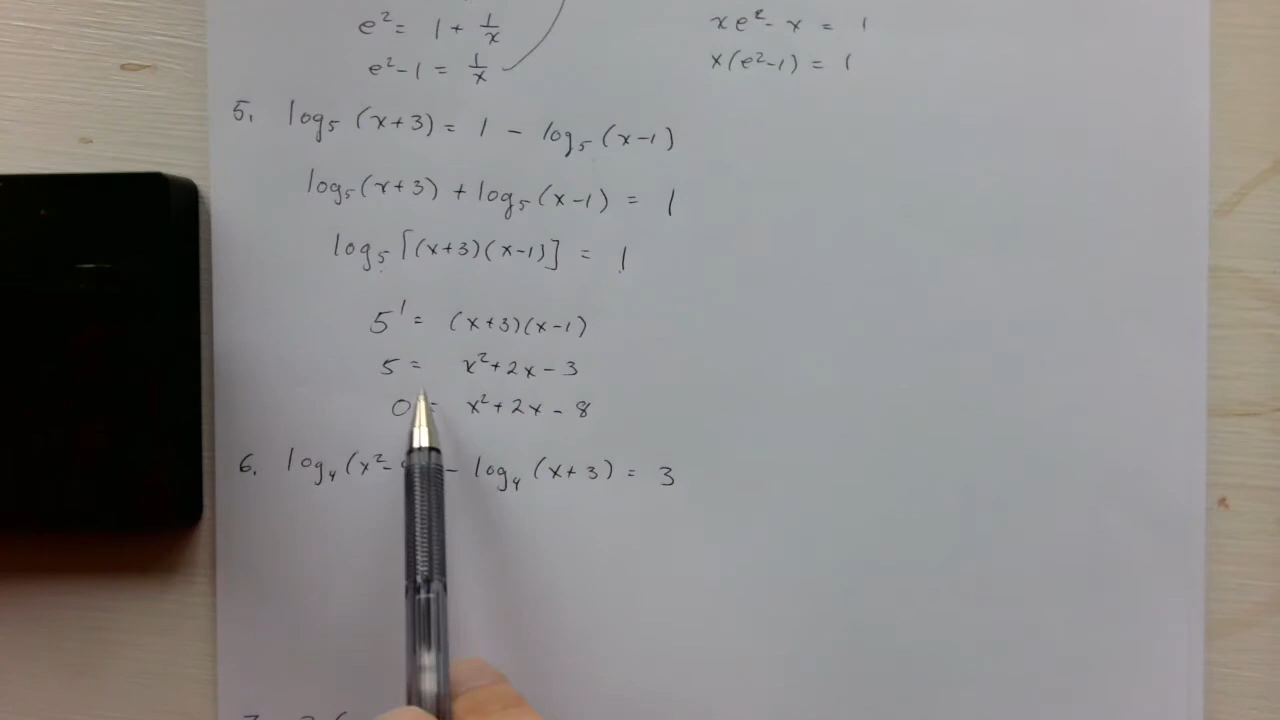 e² = 1 + 1/x
xe² - x = 1
e² - 1 = 1/x
x(e² - 1) = 1
5. log₅ (x+3) = 1 - log₅ (x-1)
log₅(x+3) + log₅(x-1) = 1
log₅ [(x+3)(x-1)] = 1
5¹ = (x+3)(x-1)
5 = x² + 2x - 3
0 = x² + 2x - 8
6. log₄ (x² - - log₄ (x+3) = 3